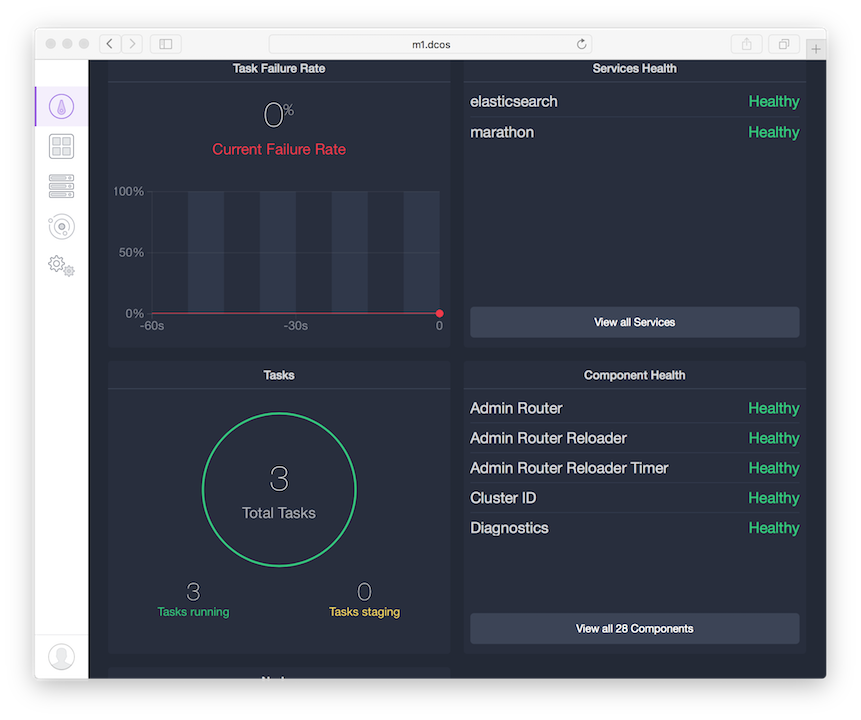 m1.dcos
Task Failure Rate
0%
Current Failure Rate
100%
50%
0%
-60s -30s 0
Services Health
elasticsearch Healthy
marathon Healthy
View all Services
Tasks
3
Total Tasks
3 0
Tasks running Tasks staging
Component Health
Admin Router Healthy
Admin Router Reloader Healthy
Admin Router Reloader Timer Healthy
Cluster ID Healthy
Diagnostics Healthy
View all 28 Components